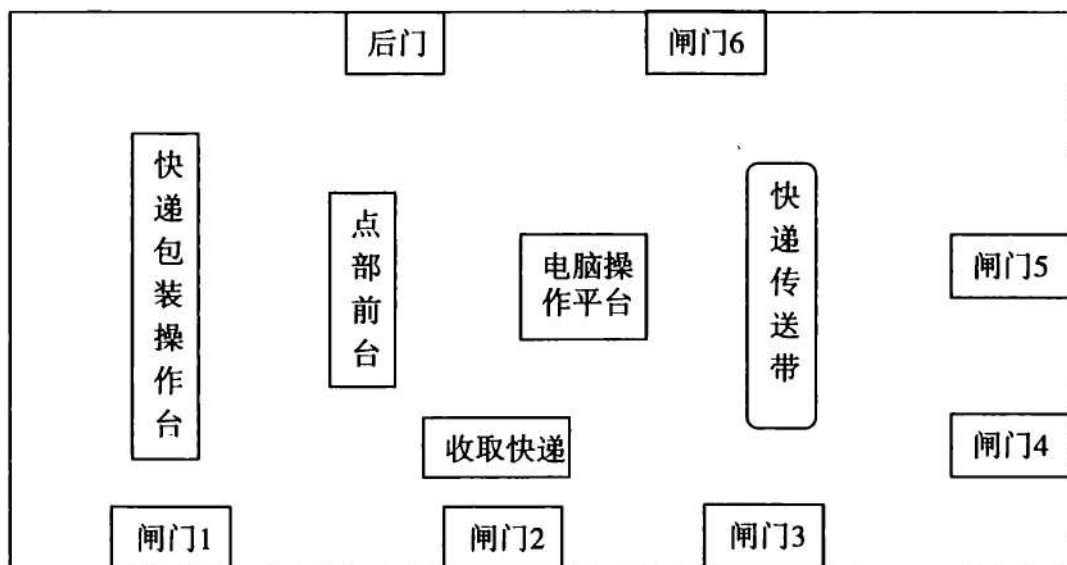 后门
闸门6
快递包装操作台
点部前台
电脑操
作平台
快递传送带
闸门5
收取快递
闸门4
闸门1
闸门2
闸门3